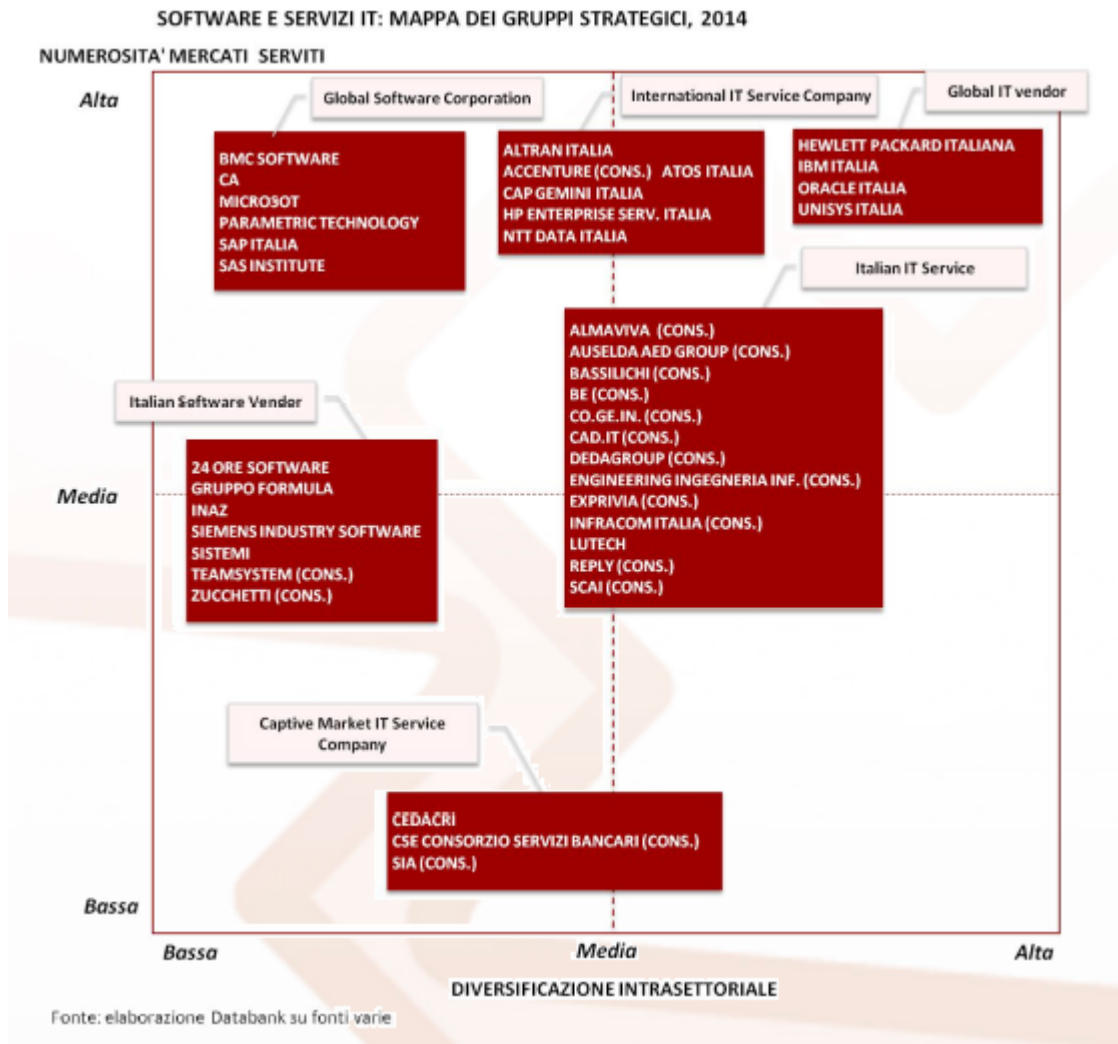 SOFTWARE E SERVIZI IT: MAPPA DEI GRUPPI STRATEGICI, 2014
NUMEROSITA' MERCATI SERVITI
Alta
Global Software Corporation
BMC SOFTWARE
CA
MICROSOT
PARAMETRIC TECHNOLOGY
SAP ITALIA
SAS INSTITUTE
International IT Service Company
ALTRAN ITALIA
ACCENTURE (CONS.) ATOS ITALIA
CAP GEMINI ITALIA
HP ENTERPRISE SERV. ITALIA
NTT DATA ITALIA
Global IT vendor
HEWLETT PACKARD ITALIANA
IBM ITALIA
ORACLE ITALIA
UNISYS ITALIA
Italian IT Service
ALMAVIVA (CONS.)
AUSELDA AED GROUP (CONS.)
BASSILICHI (CONS.)
BE (CONS.)
CO.GE.IN. (CONS.)
CAD.IT (CONS.)
DEDAGROUP (CONS.)
ENGINEERING INGEGNERIA INF. (CONS.)
EXPRIVIA (CONS.)
INFRACOM ITALIA (CONS.)
LUTECH
REPLY (CONS.)
SCAI (CONS.)
Italian Software Vendor
24 ORE SOFTWARE
GRUPPO FORMULA
INAZ
SIEMENS INDUSTRY SOFTWARE
SISTEMI
TEAMSYSTEM (CONS.)
ZUCCHETTI (CONS.)
Media
Captive Market IT Service
Company
CEDACRI
CSE CONSORZIO SERVIZI BANCARI (CONS.)
SIA (CONS.)
Bassa
Bassa
Media
Alta
DIVERSIFICAZIONE INTRASETTORIALE
Fonte: elaborazione Databank su fonti varie